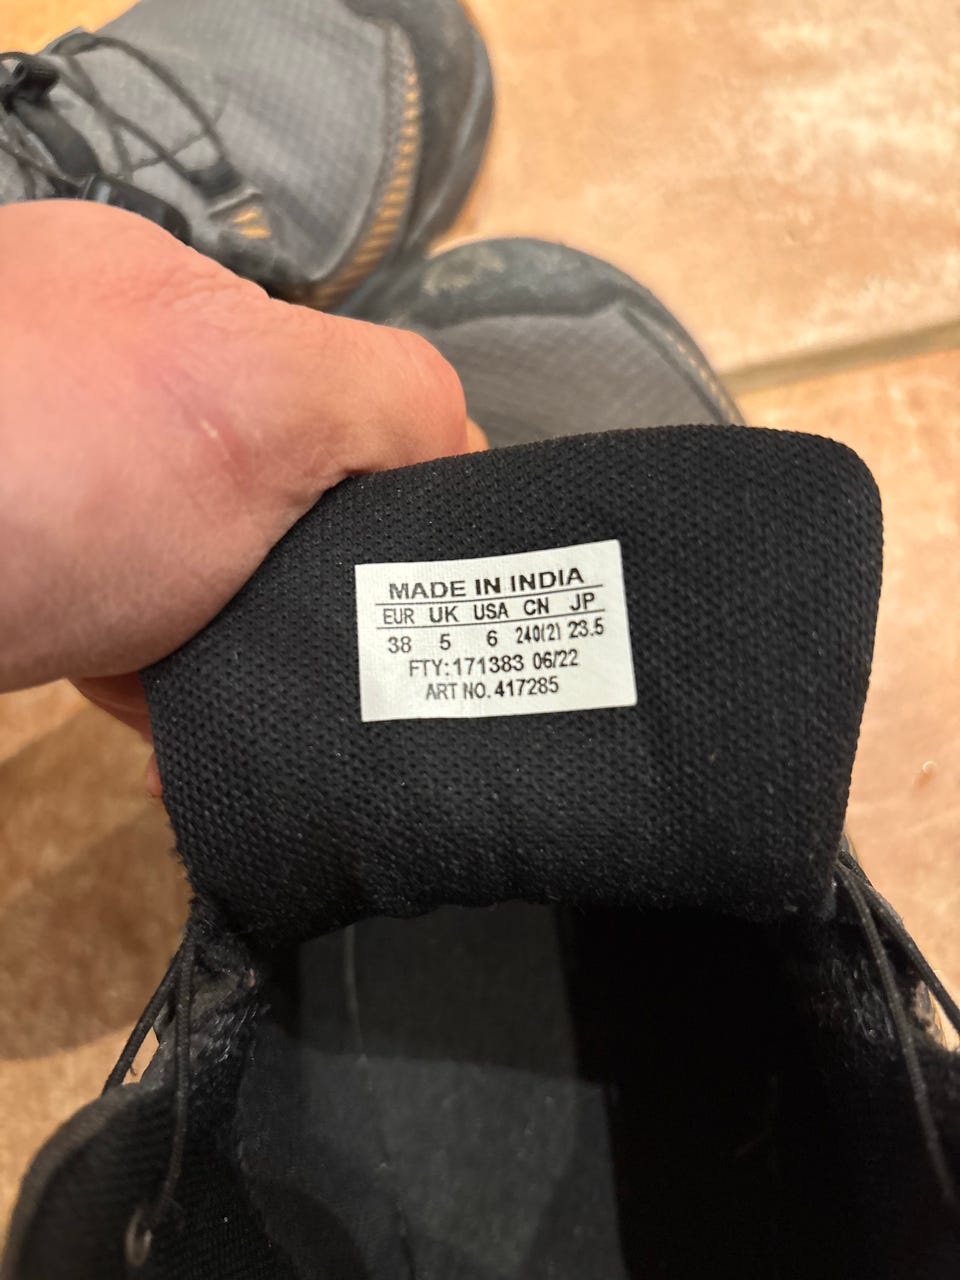 MADE IN INDIA
EUR UK USA CN JP
38 5 6 240(2) 23.5
FTY: 171383 06/22
ART NO. 417285